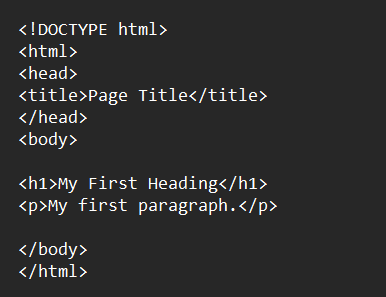 <!DOCTYPE html>
<html>
<head>
<title>Page Title</title>
</head>
<body>

<h1>My First Heading</h1>
<p>My first paragraph.</p>

</body>
</html>